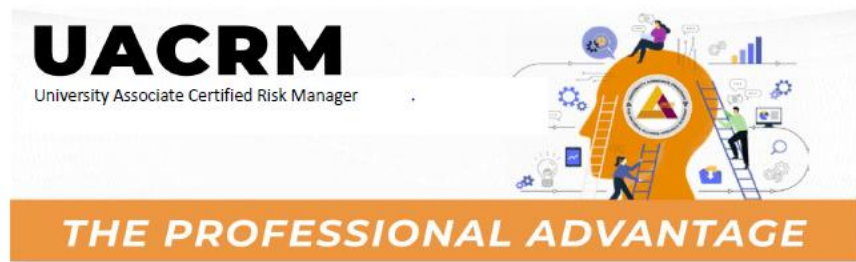 UACRM
University Associate Certified Risk Manager
THE PROFESSIONAL ADVANTAGE